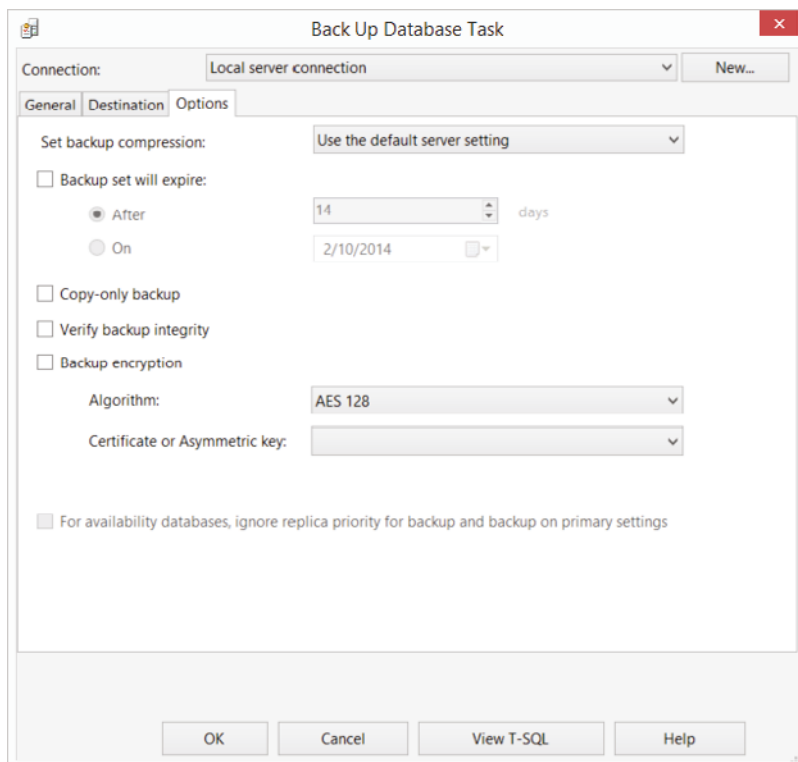 Back Up Database Task
Connection: Local server connection New...
General Destination Options
Set backup compression: Use the default server setting
Backup set will expire:
After 14 days
On 2/10/2014
Copy-only backup
Verify backup integrity
Backup encryption
Algorithm: AES 128
Certificate or Asymmetric key:
For availability databases, ignore replica priority for backup and backup on primary settings
OK Cancel View T-SQL Help